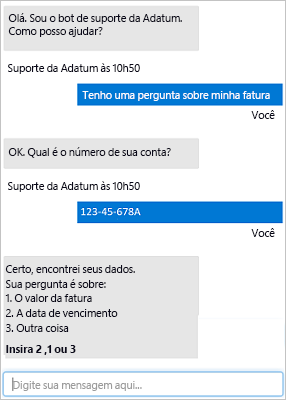 Olá. Sou o bot de suporte da Adatum.
Como posso ajudar?
Suporte da Adatum às 10h50
Tenho uma pergunta sobre minha fatura
Você
OK. Qual é o número de sua conta?
Suporte da Adatum às 10h50
123-45-678A
Você
Certo, encontrei seus dados.
Sua pergunta é sobre:
1. O valor da fatura
2. A data de vencimento
3. Outra coisa
Insira 2 ,1 ou 3
Digite sua mensagem aqui...